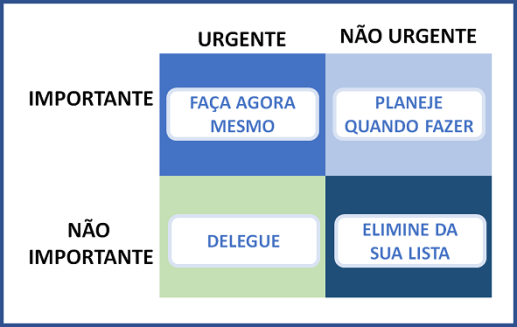 URGENTE
NÃO URGENTE
IMPORTANTE
FAÇA AGORA
MESMO
PLANEJE
QUANDO FAZER
NÃO
IMPORTANTE
DELEGUE
ELIMINE DA
SUA LISTA